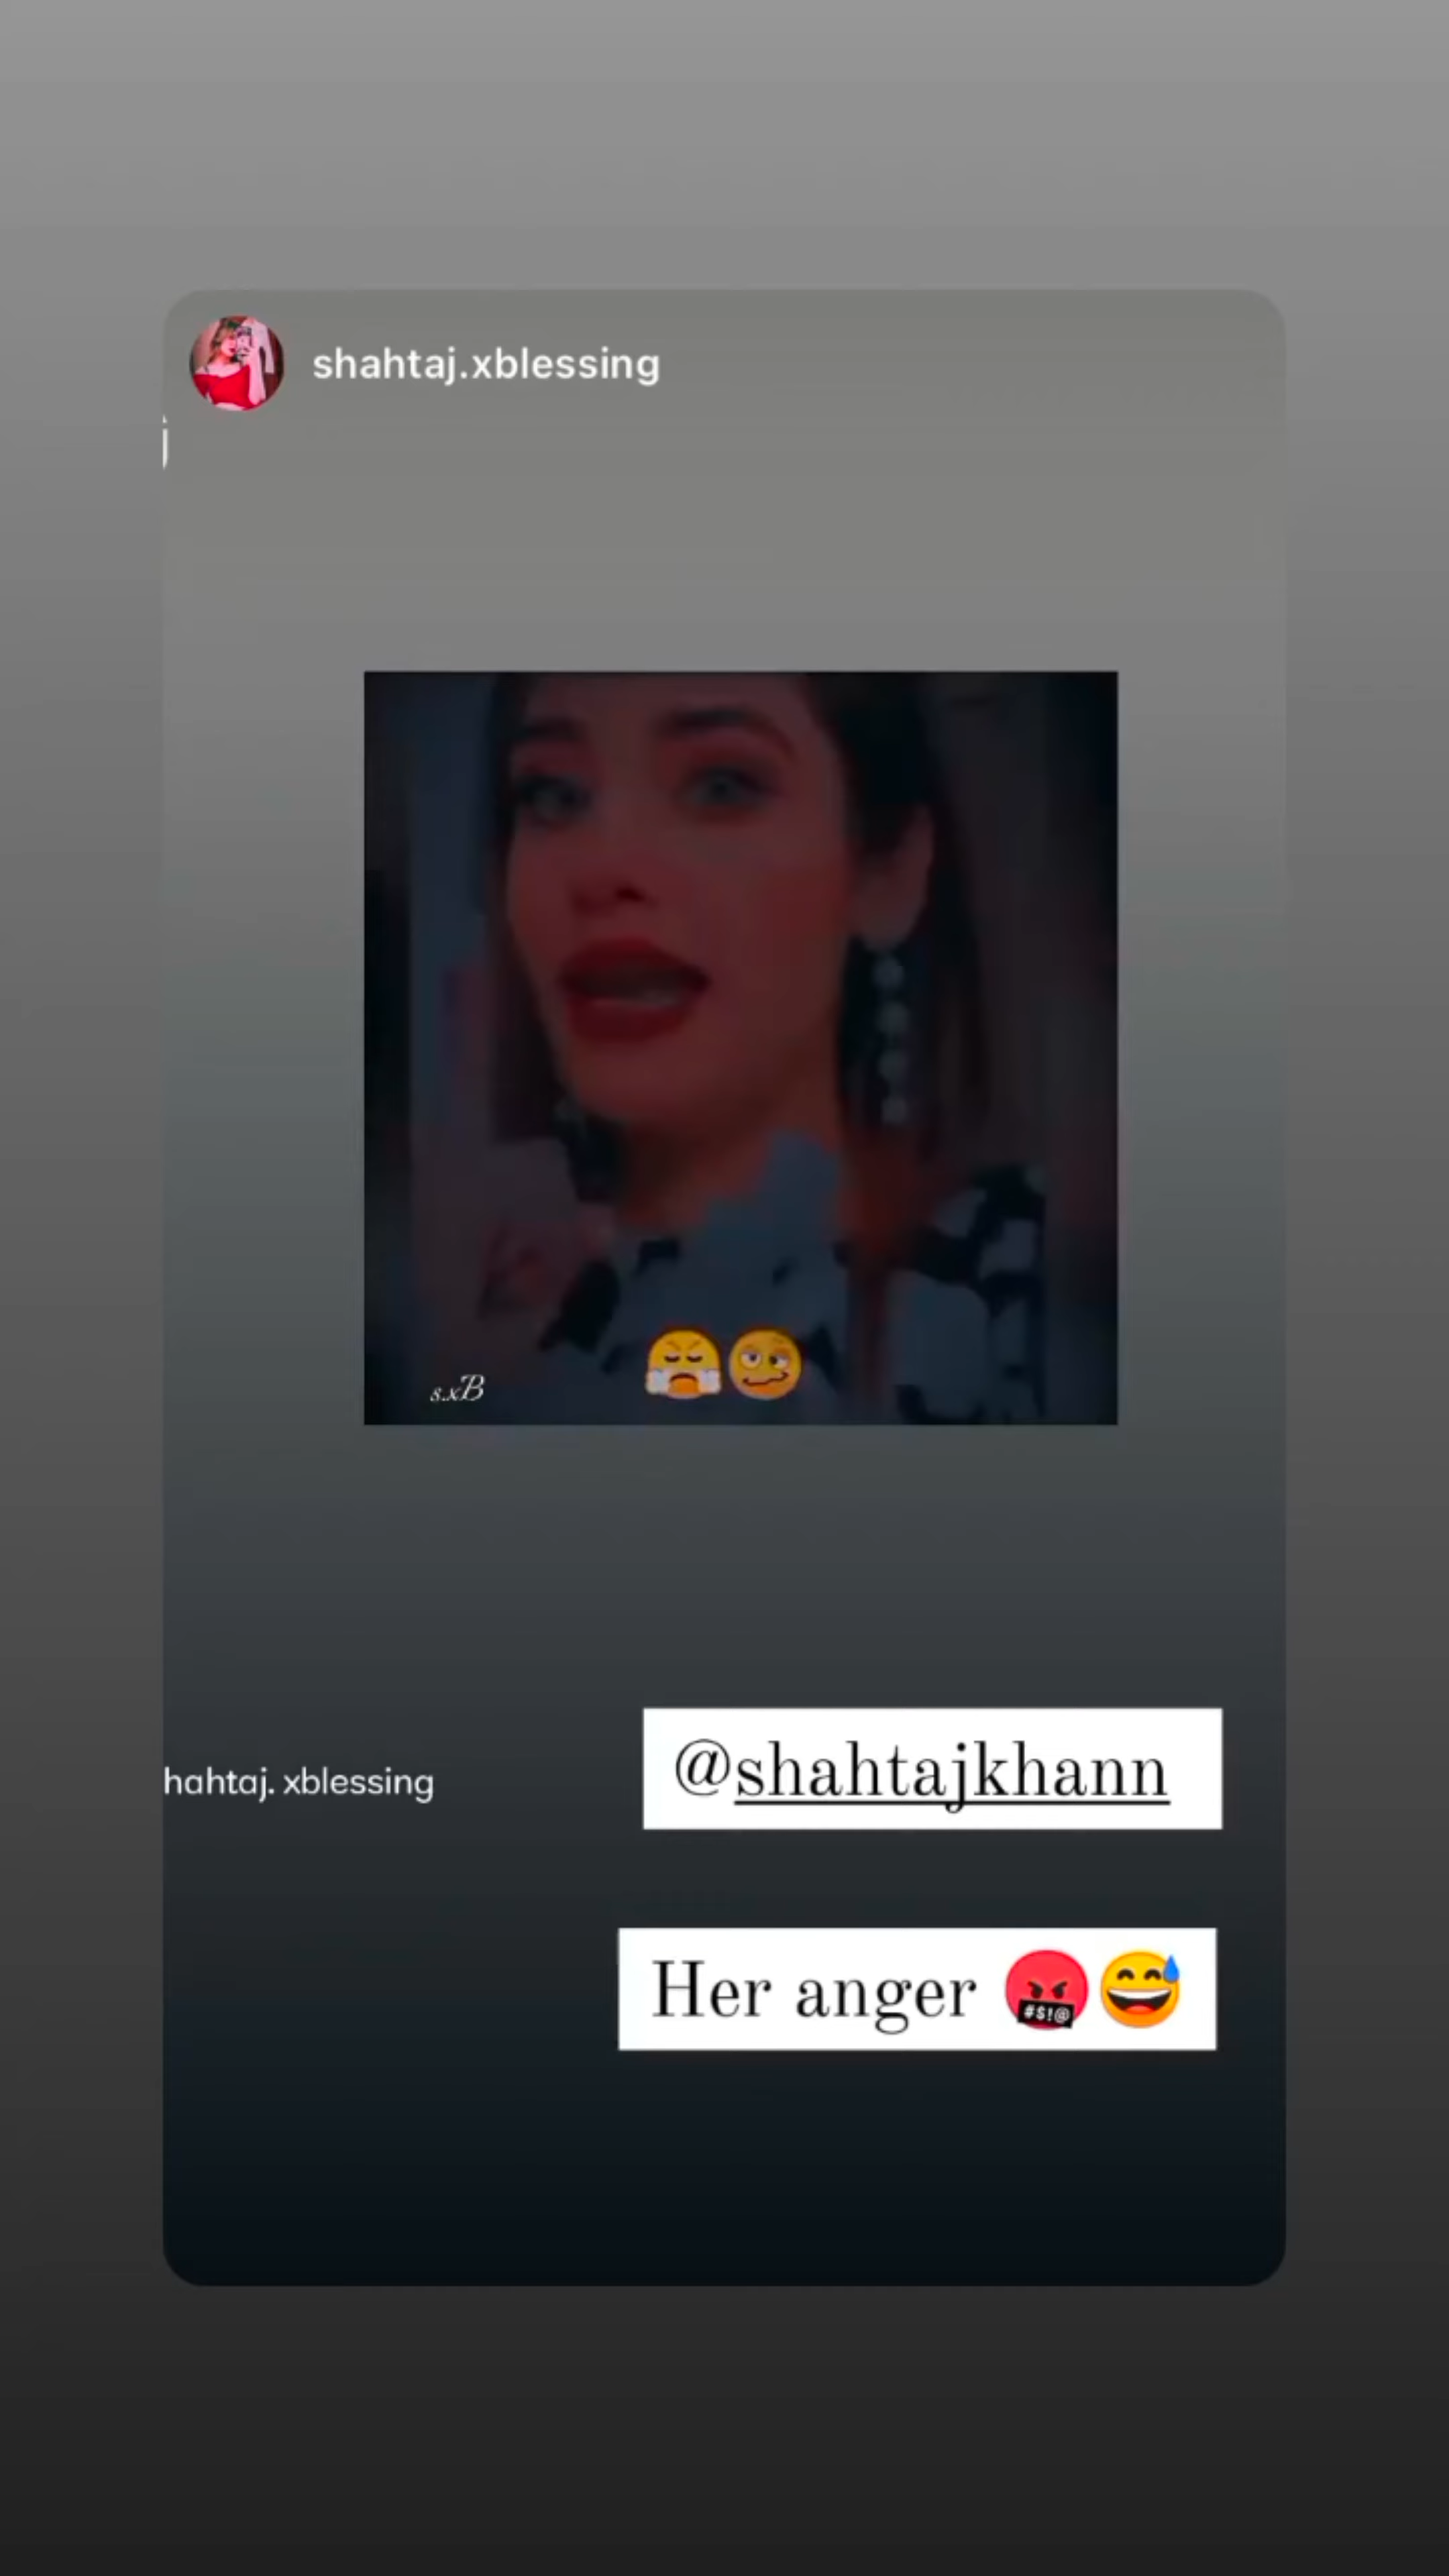 shahtaj.xblessing
j
s.xB
😤🥴
hahtaj. xblessing
@shahtajkhann
Her anger 🤬😅